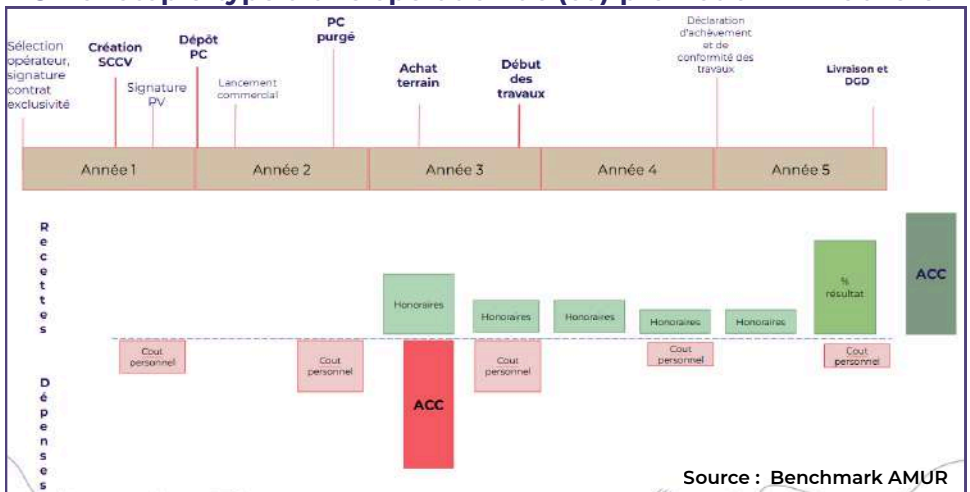 Sélection
opérateur,
signature
contrat
exclusivité
Création
SCCV
Signature
PV
Dépôt
PC
Lancement
commercial
PC
purgé
Achat
terrain
Début
des
travaux
Déclaration
d'achèvement
et de
conformité des
travaux
Livraison et
DGD
Année 1
Année 2
Année 3
Année 4
Année 5
Recettes
Honoraires
Honoraires
Honoraires
Honoraires
Honoraires
%
résultat
ACC
Dépenses
Cout
personnel
Cout
personnel
ACC
Cout
personnel
Cout
personnel
Cout
personnel
Source : Benchmark AMUR